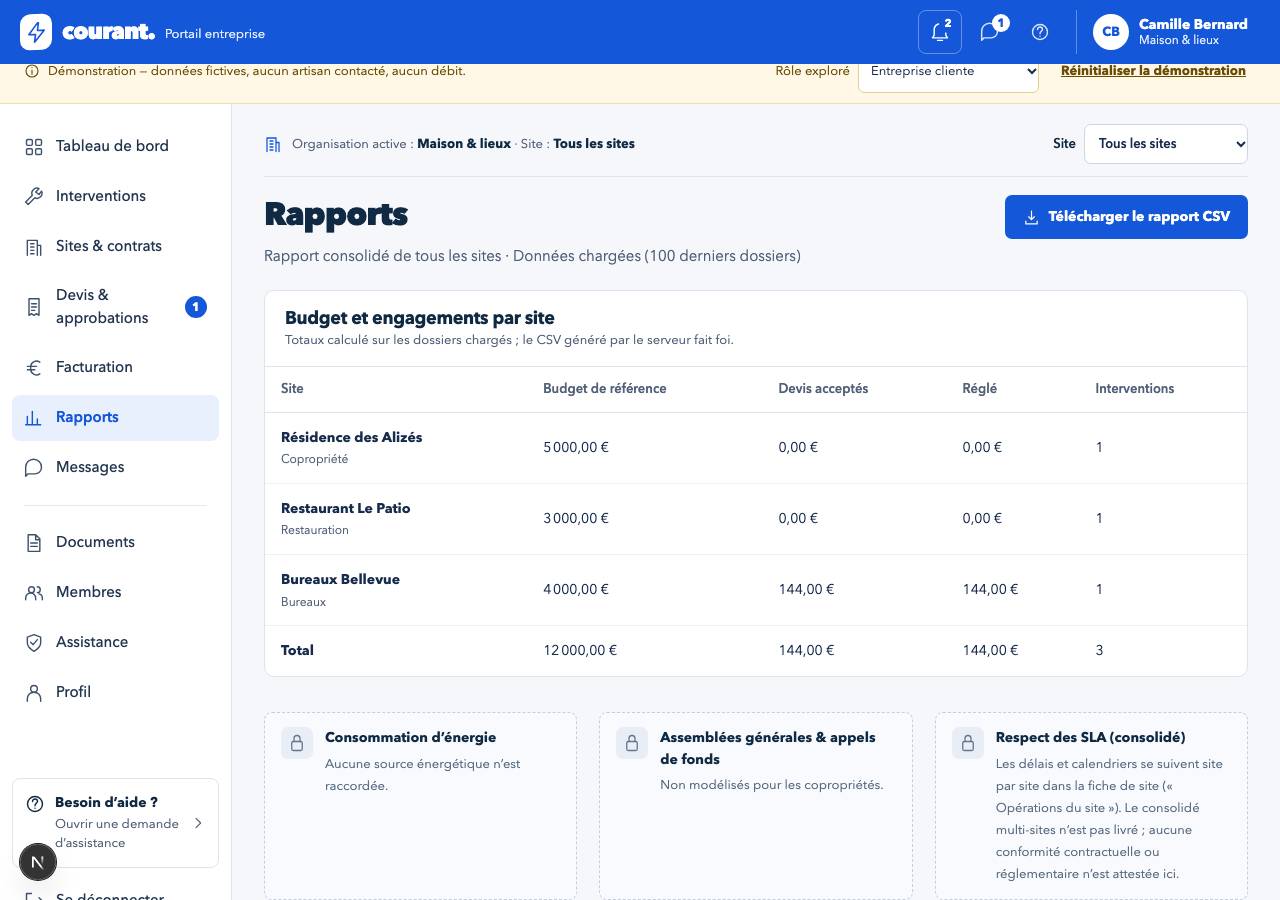 courant. Portail entreprise
2
1
CB
Camille Bernard
Maison & lieux
Démonstration — données fictives, aucun artisan contacté, aucun débit.
Rôle exploré
Entreprise cliente
Réinitialiser la démonstration
Tableau de bord
Interventions
Sites & contrats
Devis &
approbations
1
Facturation
Rapports
Messages
Documents
Membres
Assistance
Profil
Besoin d’aide ?
Ouvrir une demande
d’assistance
N
Se déconnecter
Organisation active : Maison & lieux · Site : Tous les sites
Site
Tous les sites
Rapports
Télécharger le rapport CSV
Rapport consolidé de tous les sites · Données chargées (100 derniers dossiers)
Budget et engagements par site
Totaux calculé sur les dossiers chargés ; le CSV généré par le serveur fait foi.
Site Budget de référence Devis acceptés Réglé Interventions
Résidence des Alizés
Copropriété
5 000,00 € 0,00 € 0,00 € 1
Restaurant Le Patio
Restauration
3 000,00 € 0,00 € 0,00 € 1
Bureaux Bellevue
Bureaux
4 000,00 € 144,00 € 144,00 € 1
Total 12 000,00 € 144,00 € 144,00 € 3
Consommation d’énergie
Aucune source énergétique n’est
raccordée.
Assemblées générales & appels
de fonds
Non modélisés pour les copropriétés.
Respect des SLA (consolidé)
Les délais et calendriers se suivent site
par site dans la fiche de site («
Opérations du site »). Le consolidé
multi-sites n’est pas livré ; aucune
conformité contractuelle ou
réglementaire n’est attestée ici.